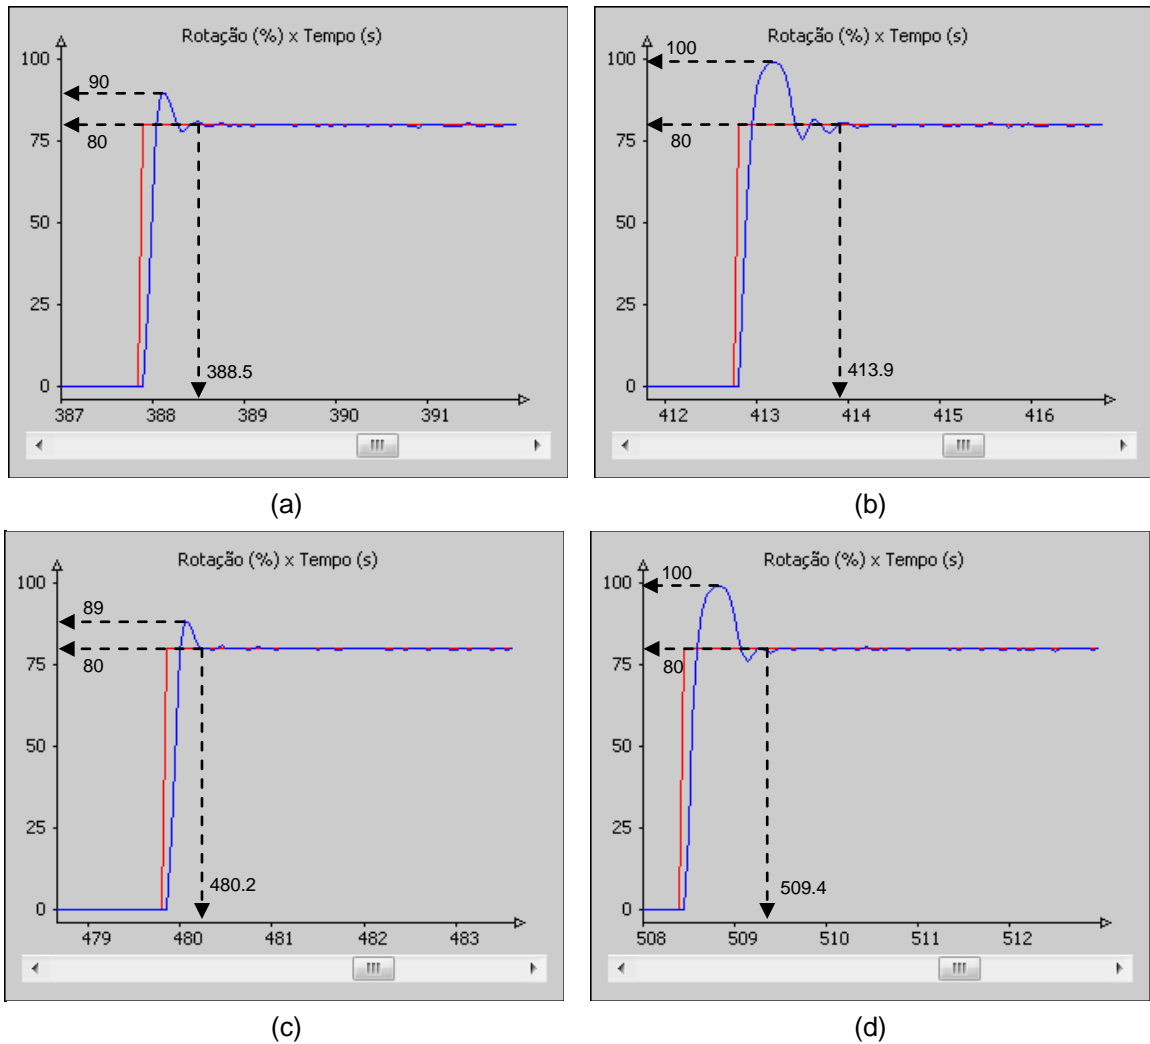 Rotação (%) x Tempo (s)
100
90
80
75
50
25
0
388.5
387 388 389 390 391
(a)
Rotação (%) x Tempo (s)
100
100
80
75
50
25
0
413.9
412 413 414 415 416
(b)
Rotação (%) x Tempo (s)
100
89
80
75
50
25
0
480.2
479 480 481 482 483
(c)
Rotação (%) x Tempo (s)
100
100
80
75
50
25
0
509.4
508 509 510 511 512
(d)